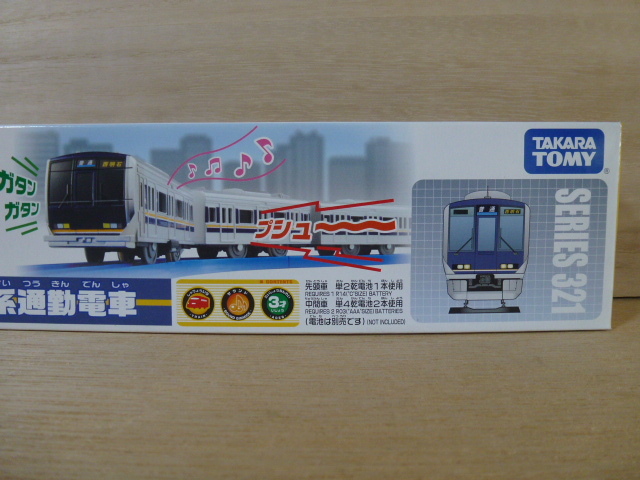 ガタン
ガタン
プシュ〜
TAKARA
TOMY
SERIES 321
い つう きん でん しゃ
系通勤電車
先頭車 単2乾電池1本使用
REQUIRES 1 R14("C"SIZE) BATTERY
中間車 単4乾電池2本使用
REQUIRES 2 R03("AAA"SIZE) BATTERIES
(電池は別売です) (NOT INCLUDED)